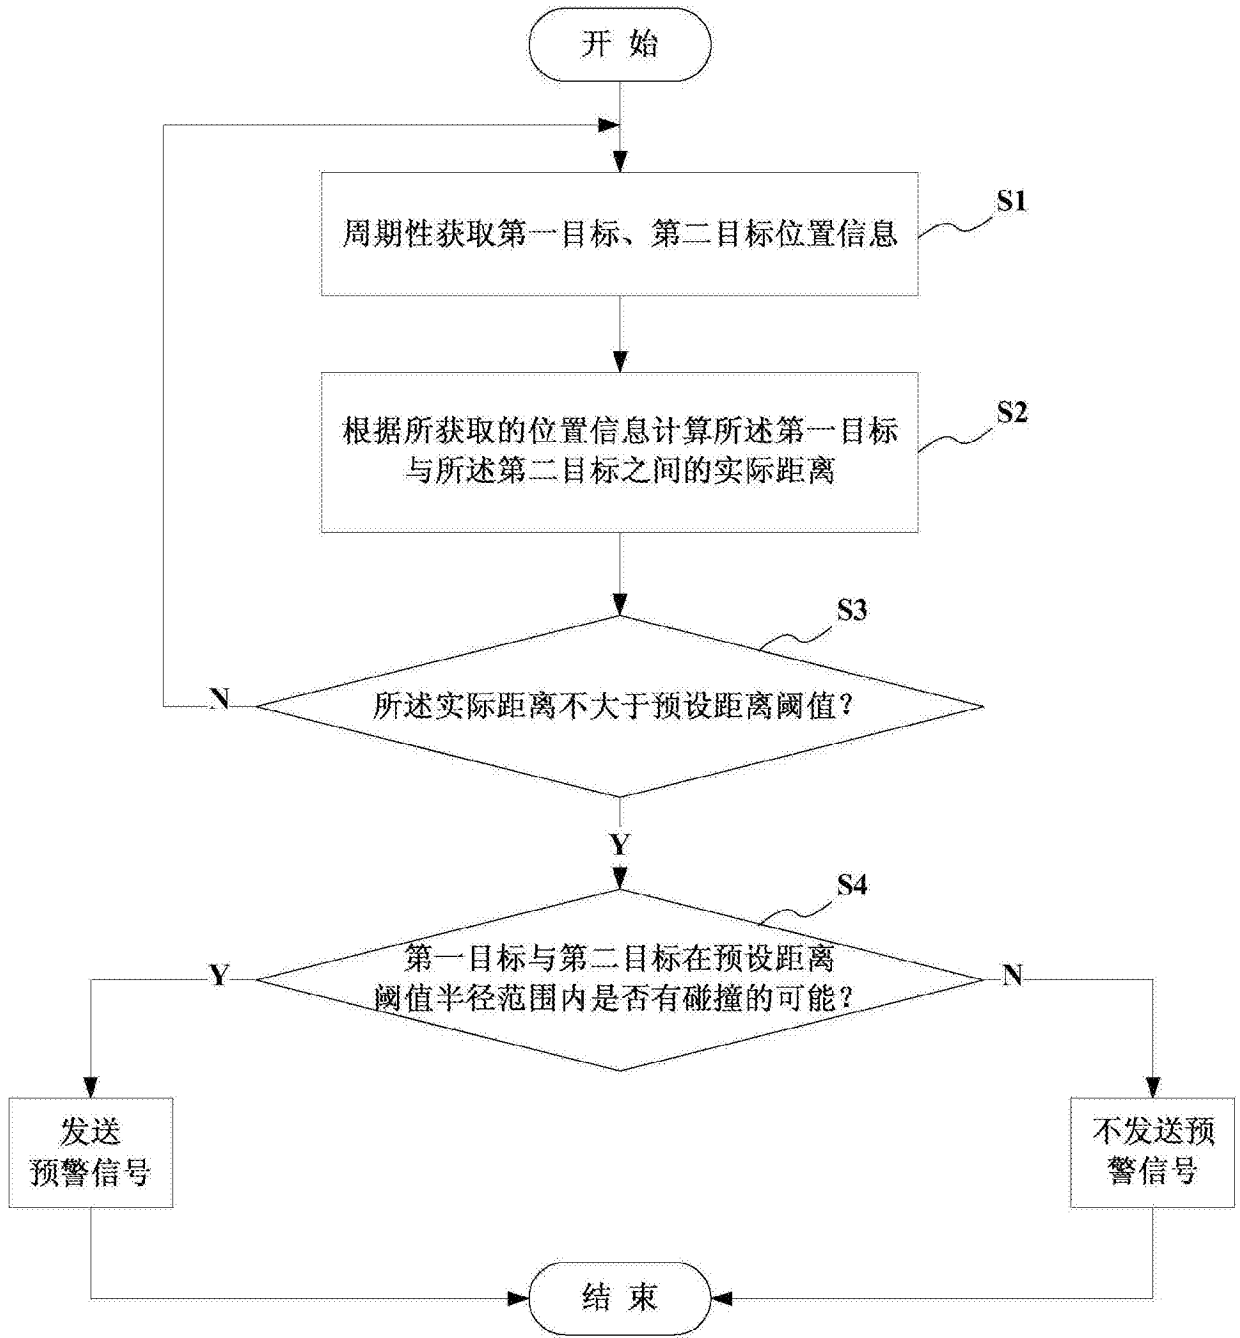 开 始
周期性获取第一目标、第二目标位置信息
S1
根据所获取的位置信息计算所述第一目标
与所述第二目标之间的实际距离
S2
S3
所述实际距离不大于预设距离阈值?
N
Y
S4
第一目标与第二目标在预设距离
阈值半径范围内是否有碰撞的可能?
Y
N
发送
预警信号
不发送预
警信号
结 束